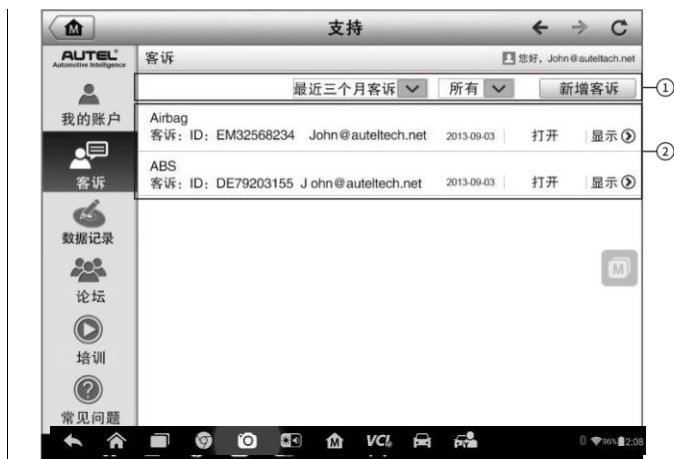 支持
AUTEL
Automotive Intelligence
客诉
您好，John@auteltach.net
最近三个月客诉
所有
新增客诉
①
我的账户
Airbag
客诉：ID：EM32568234 John@auteltech.net 2013-09-03 打开 显示
②
ABS
客诉：ID：DE79203155 J ohn@auteltech.net 2013-09-03 打开 显示
客诉
数据记录
M
论坛
培训
常见问题
M
VCI
96% 2:08